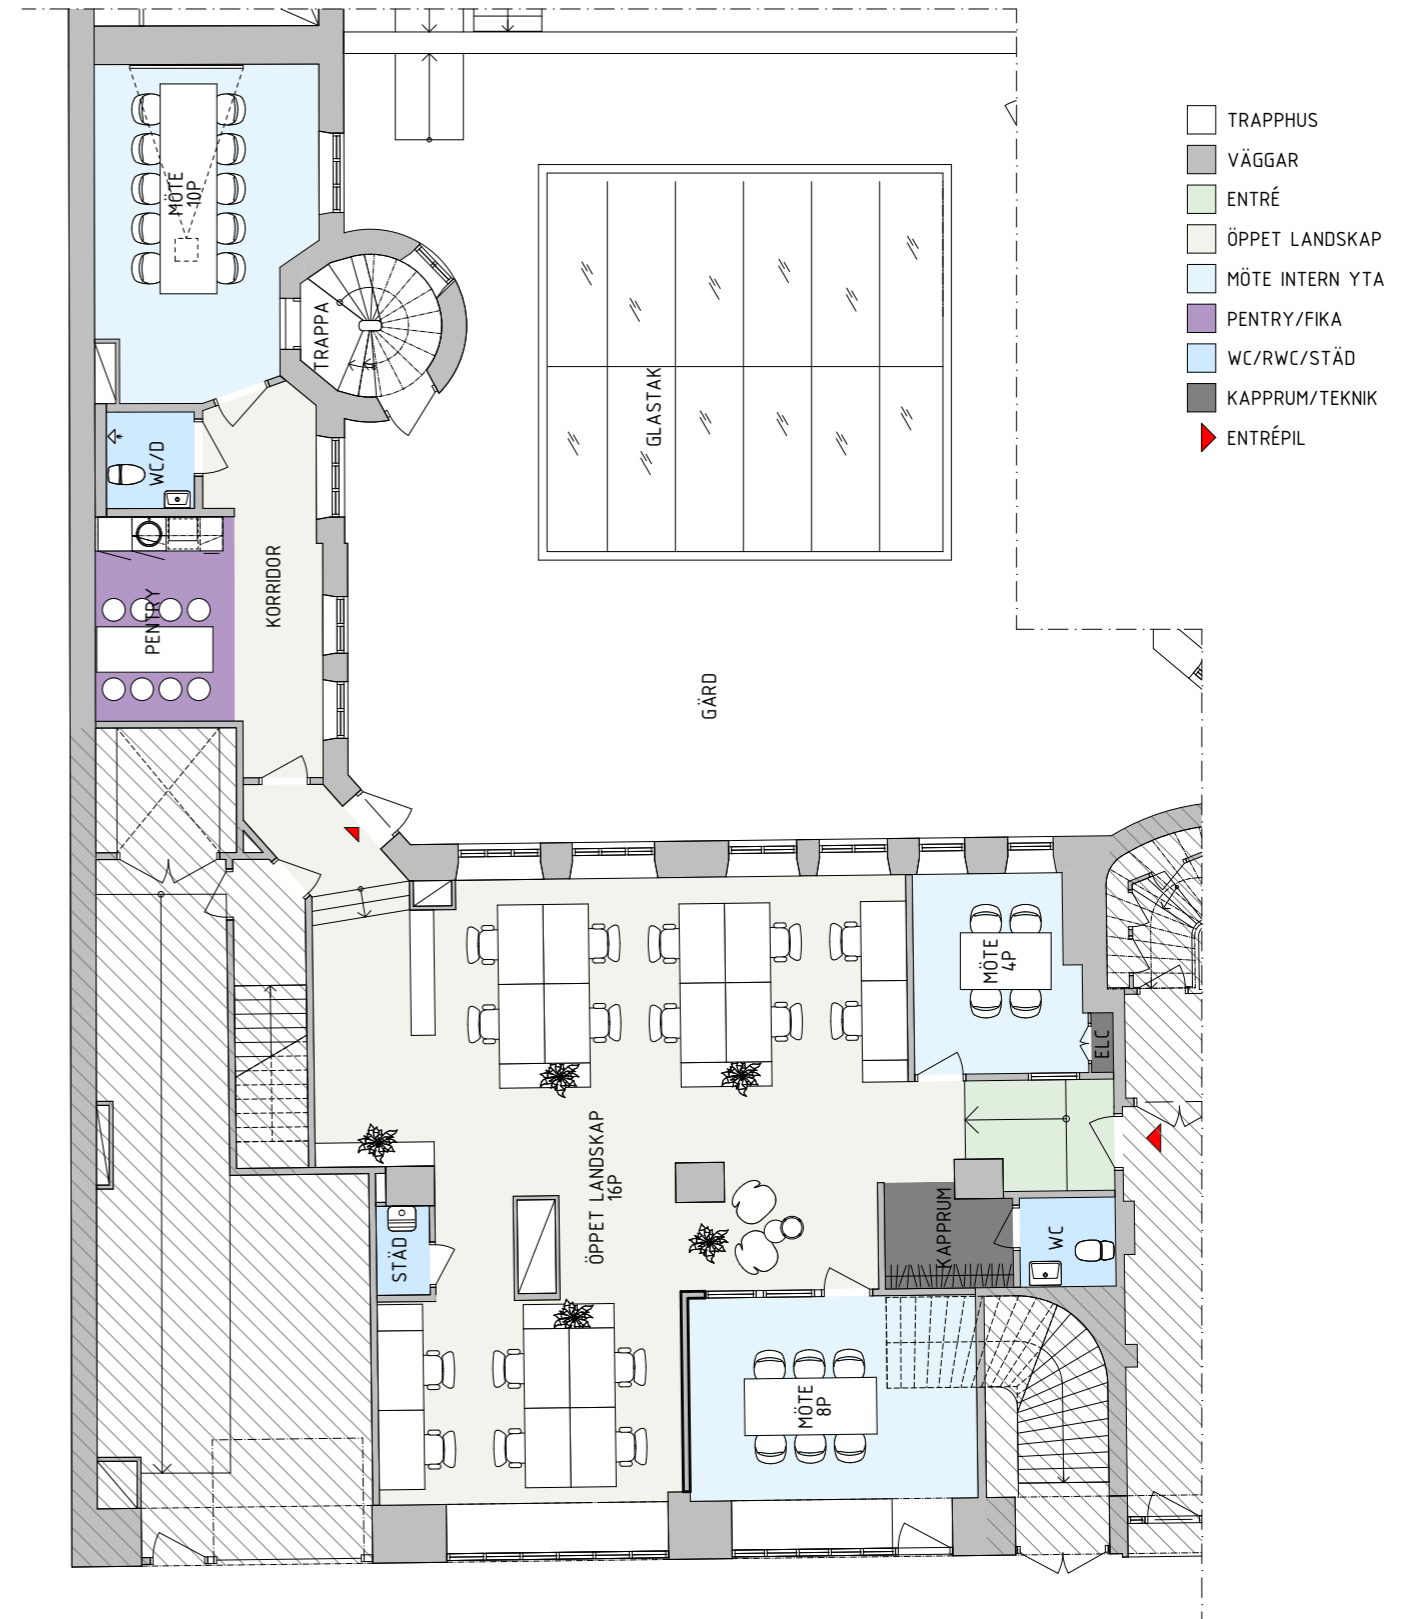 TRAPPHUS
VÄGGAR
ENTRÉ
ÖPPET LANDSKAP
MÖTE INTERN YTA
PENTRY/FIKA
WC/RWC/STÄD
KAPPRUM/TEKNIK
ENTRÉPIL
MÖTE
10P
TRAPPA
GLASTAK
WC/D
KORRIDOR
PENTRY
GÄRD
MÖTE
4P
ELC
ÖPPET LANDSKAP
16P
KAPPRUM
WC
STÄD
MÖTE
8P